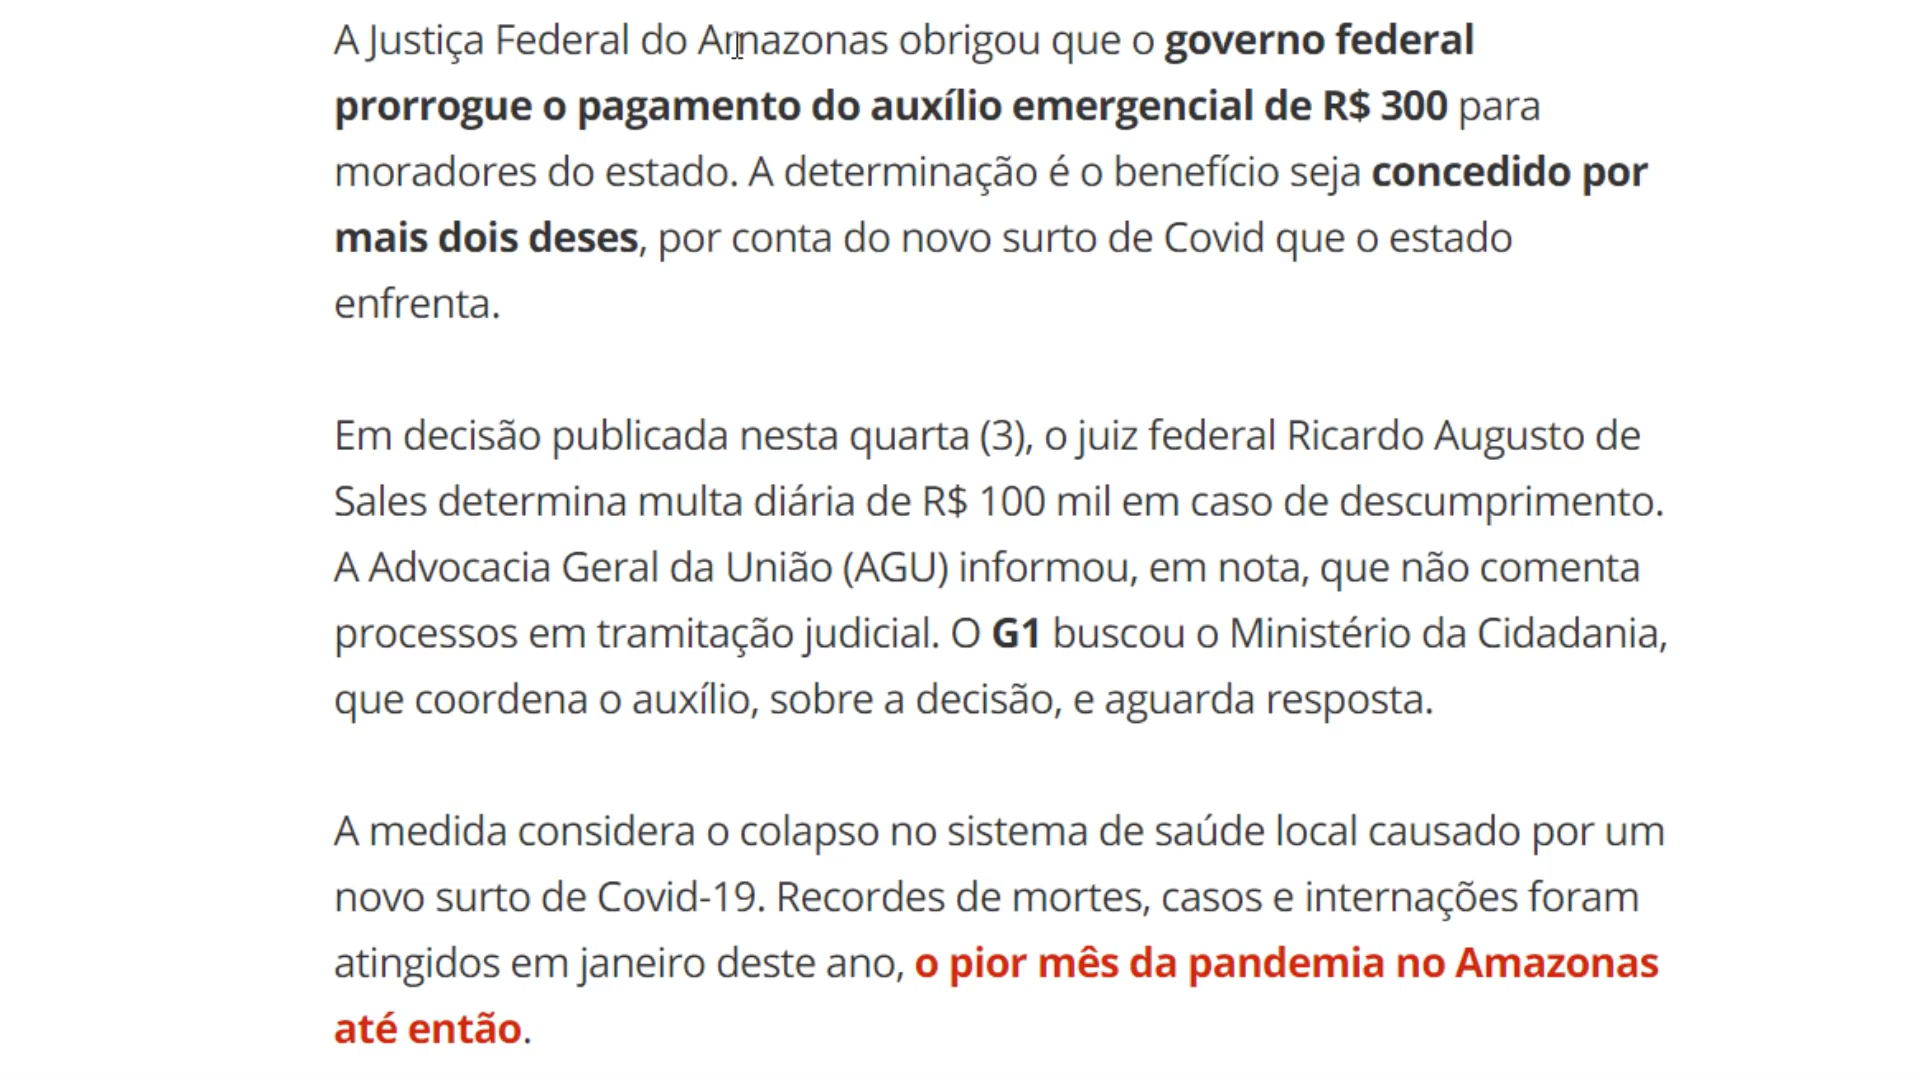 A Justiça Federal do Amazonas obrigou que o governo federal
prorrogue o pagamento do auxílio emergencial de R$ 300 para
moradores do estado. A determinação é o benefício seja concedido por
mais dois deses, por conta do novo surto de Covid que o estado
enfrenta.
Em decisão publicada nesta quarta (3), o juiz federal Ricardo Augusto de
Sales determina multa diária de R$ 100 mil em caso de descumprimento.
A Advocacia Geral da União (AGU) informou, em nota, que não comenta
processos em tramitação judicial. O G1 buscou o Ministério da Cidadania,
que coordena o auxílio, sobre a decisão, e aguarda resposta.
A medida considera o colapso no sistema de saúde local causado por um
novo surto de Covid-19. Recordes de mortes, casos e internações foram
atingidos em janeiro deste ano, o pior mês da pandemia no Amazonas
até então.